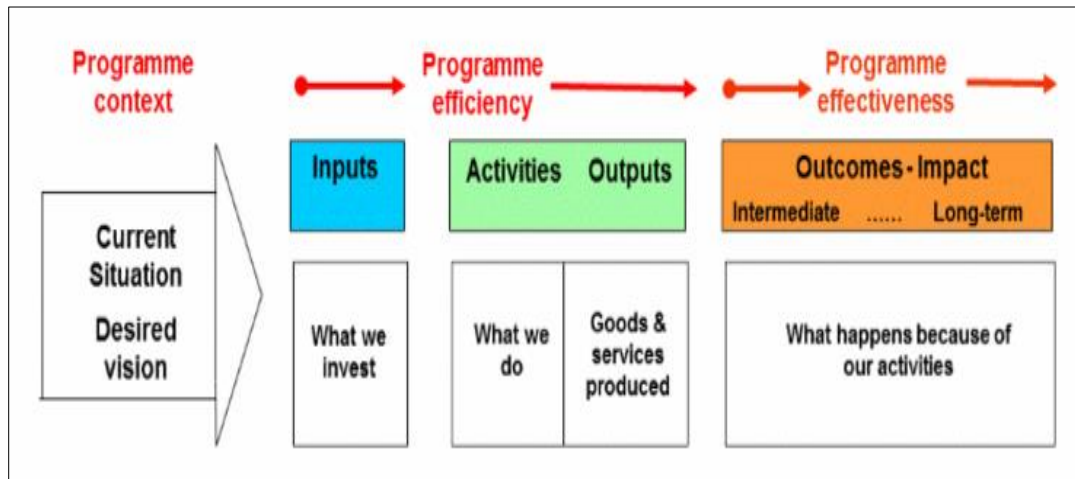 Programme
context
Programme
efficiency
Programme
effectiveness
Inputs
Activities Outputs
Outcomes - Impact
Intermediate ...... Long-term
Current
Situation
Desired
vision
What we
invest
What we
do
Goods &
services
produced
What happens because of
our activities